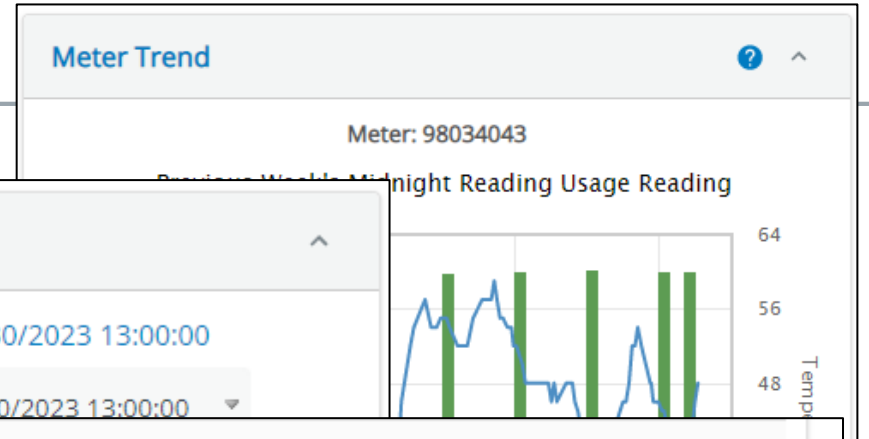 Meter Trend
Meter: 98034043
Midnight Reading Usage Reading
64
0/2023 13:00:00
56
0/2023 13:00:00
48